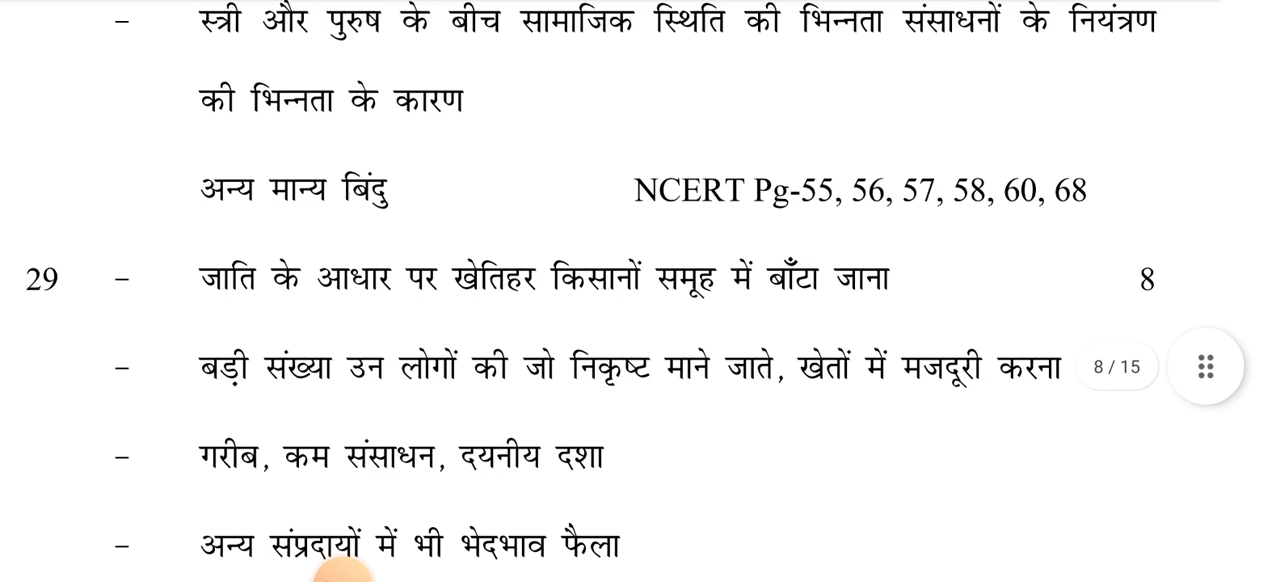 - स्त्री और पुरुष के बीच सामाजिक स्थिति की भिन्नता संसाधनों के नियंत्रण
की भिन्नता के कारण
अन्य मान्य बिंदु NCERT Pg-55, 56, 57, 58, 60, 68
29 - जाति के आधार पर खेतिहर किसानों समूह में बाँटा जाना 8
- बड़ी संख्या उन लोगों की जो निकृष्ट माने जाते, खेतों में मजदूरी करना 8 / 15
- गरीब, कम संसाधन, दयनीय दशा
- अन्य संप्रदायों में भी भेदभाव फैला